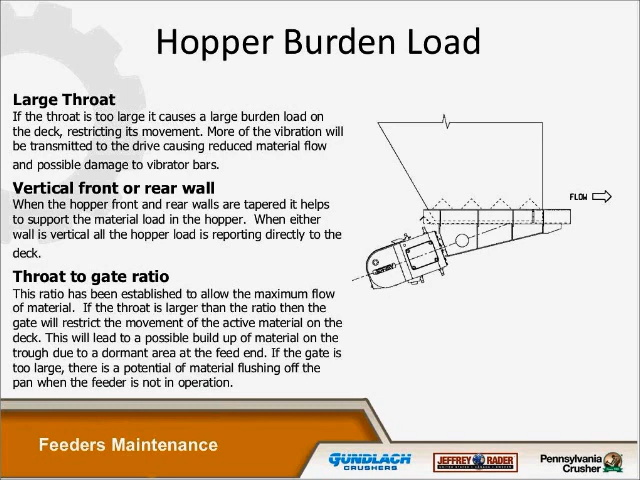 Hopper Burden Load
Large Throat
If the throat is too large it causes a large burden load on
the deck, restricting its movement. More of the vibration will
be transmitted to the drive causing reduced material flow
and possible damage to vibrator bars.
Vertical front or rear wall
When the hopper front and rear walls are tapered it helps
to support the material load in the hopper.  When either
wall is vertical all the hopper load is reporting directly to the
deck.
Throat to gate ratio
This ratio has been established to allow the maximum flow
of material.  If the throat is larger than the ratio then the
gate will restrict the movement of the active material on the
deck. This will lead to a possible build up of material on the
trough due to a dormant area at the feed end. If the gate is
too large, there is a potential of material flushing off the
pan when the feeder is not in operation.
FLOW
Feeders Maintenance
GUNDLACH
CRUSHERS
JEFFREY RADER
Pennsylvania
Crusher